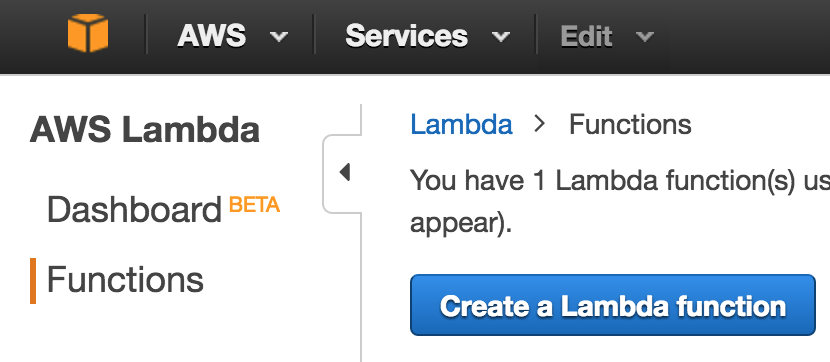 AWS Services Edit
AWS Lambda
Dashboard BETA
Functions
Lambda > Functions
You have 1 Lambda function(s) us
appear).
Create a Lambda function